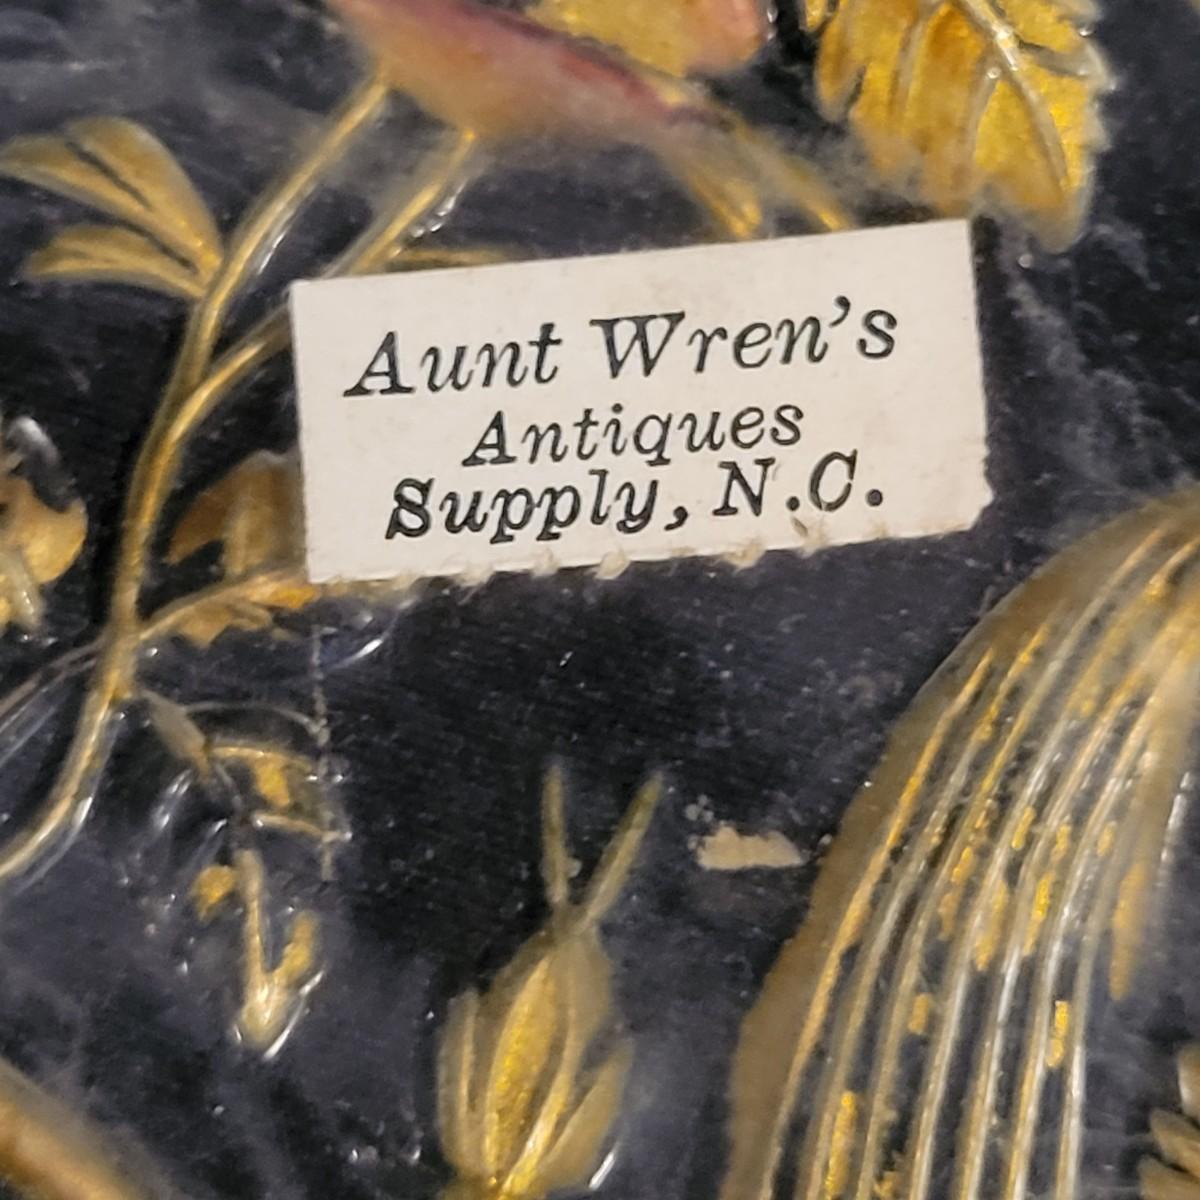 Aunt Wren's
Antiques
Supply, N.C.